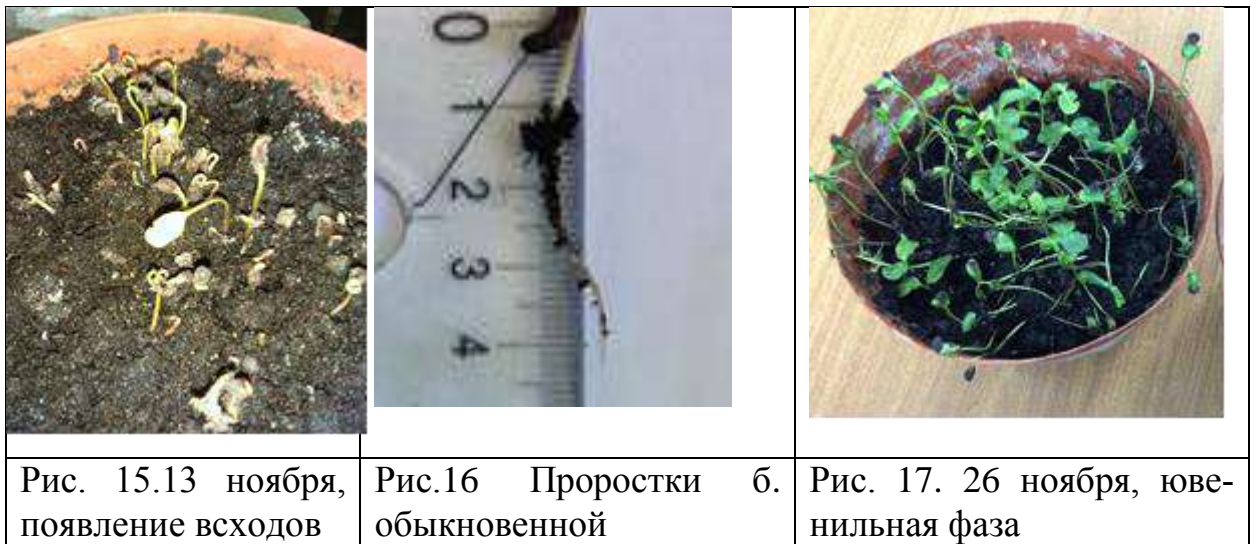 0
1
2
3
4
Рис. 15.13 ноября,
появление всходов
Рис.16 Проростки б.
обыкновенной
Рис. 17. 26 ноября, юве-
нильная фаза